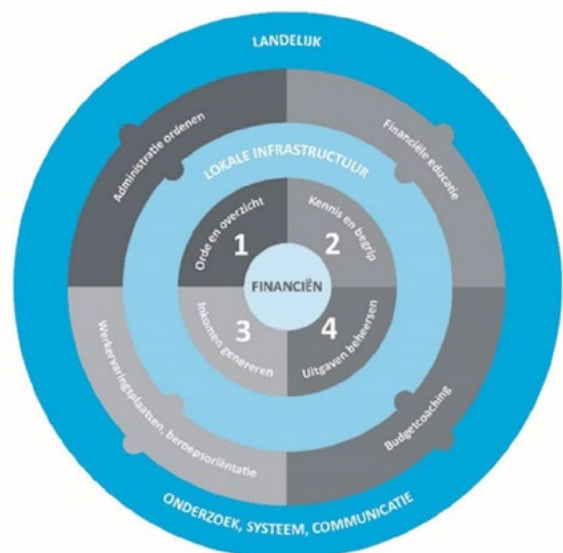 LANDELIJK
Administratie ordenen
Financiële educatie
LOKALE INFRASTRUCTUUR
Orde en overzicht
1
Kennis en begrip
2
FINANCIËN
3
Inkomen genereren
4
Uitgaven beheersen
Werkervaringsplaatsen, beroepsoriëntatie
Budgetcoaching
ONDERZOEK, SYSTEEM, COMMUNICATIE